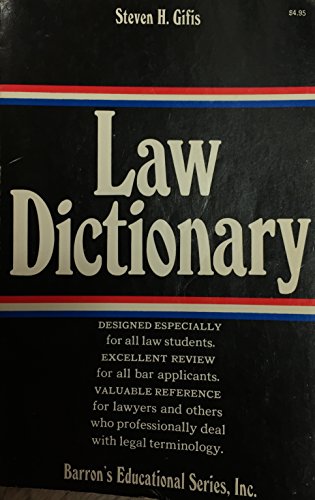 Steven H. Gifis
$4.95
Law
Dictionary
DESIGNED ESPECIALLY
for all law students.
EXCELLENT REVIEW
for all bar applicants.
VALUABLE REFERENCE
for lawyers and others
who professionally deal
with legal terminology.
Barron's Educational Series, Inc.